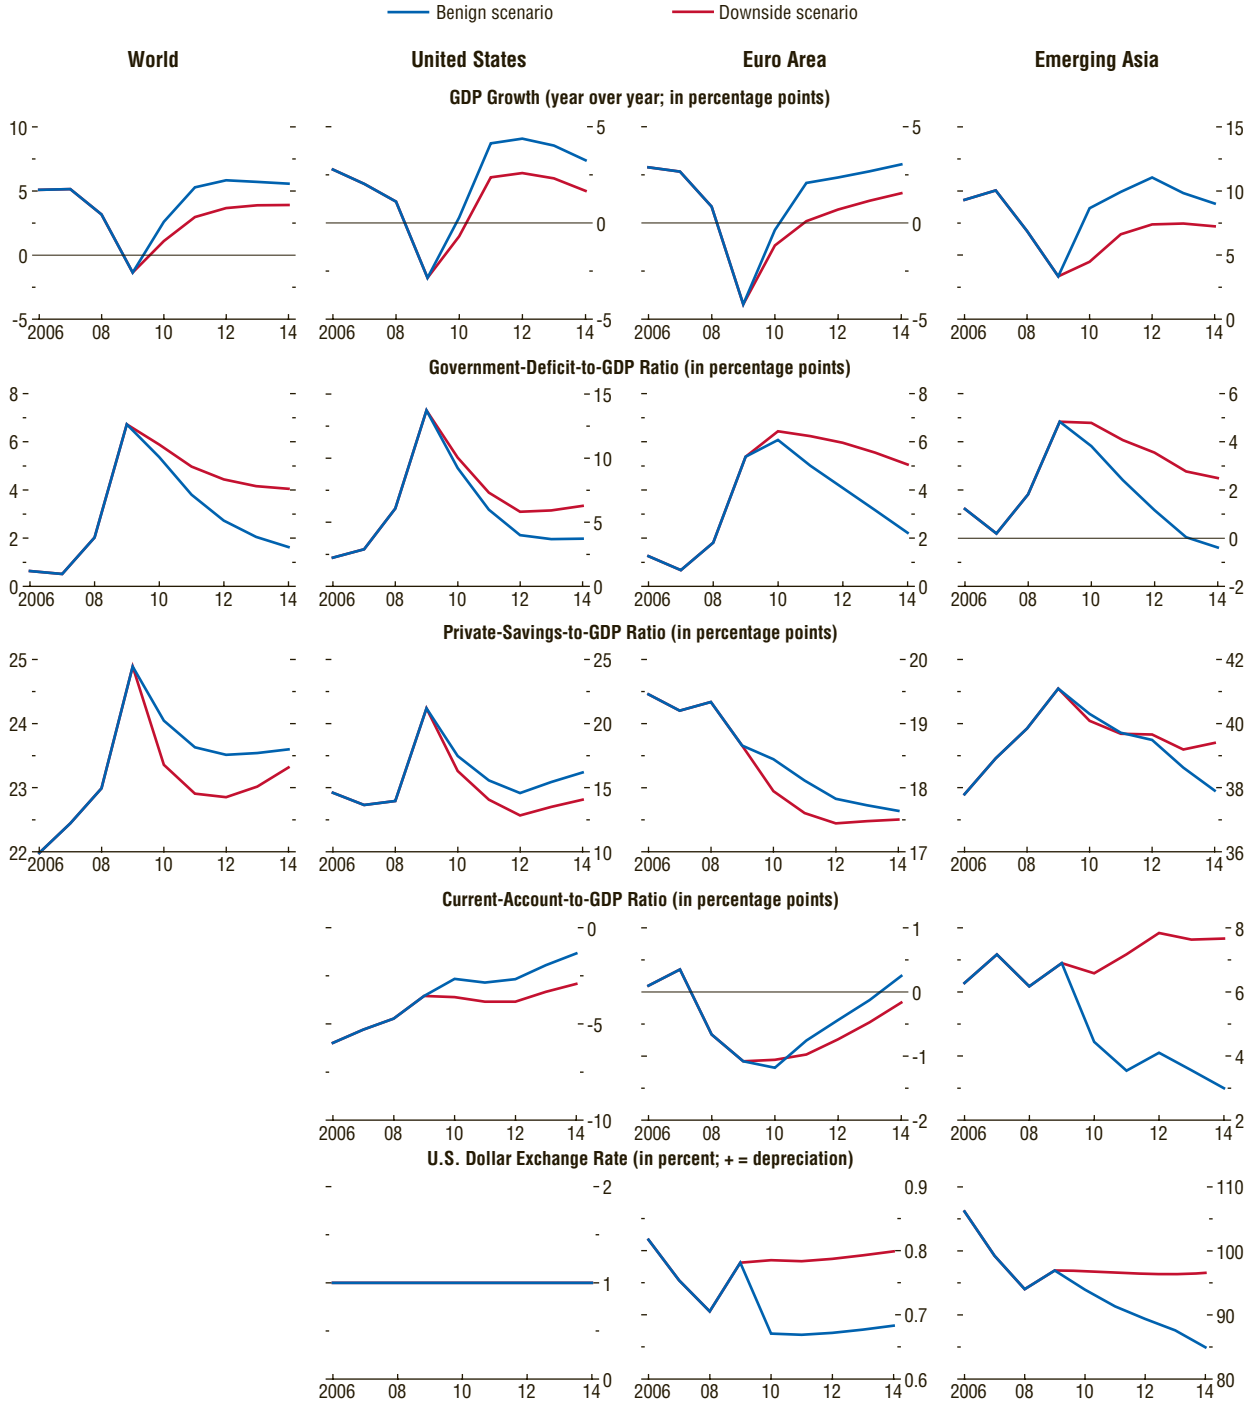 Benign scenario Downside scenario
World United States Euro Area Emerging Asia
GDP Growth (year over year; in percentage points)
10 5 5 15
5 10
0 0 0 5
-5 -5 -5 0
2006 08 10 12 14 2006 08 10 12 14 2006 08 10 12 14 2006 08 10 12 14
Government-Deficit-to-GDP Ratio (in percentage points)
8 15 8 6
6 10 6 4
4 4 2
2 5 2 0
0 0 0 -2
2006 08 10 12 14 2006 08 10 12 14 2006 08 10 12 14 2006 08 10 12 14
Private-Savings-to-GDP Ratio (in percentage points)
25 25 20 42
24 20 19 40
23 15 18 38
22 10 17 36
2006 08 10 12 14 2006 08 10 12 14 2006 08 10 12 14 2006 08 10 12 14
Current-Account-to-GDP Ratio (in percentage points)
0 1 8
0 6
-5 -1 4
-10 -2 2
2006 08 10 12 14 2006 08 10 12 14 2006 08 10 12 14
U.S. Dollar Exchange Rate (in percent; + = depreciation)
2 0.9 110
0.8 100
1 0.7 90
0 0.6 80
2006 08 10 12 14 2006 08 10 12 14 2006 08 10 12 14